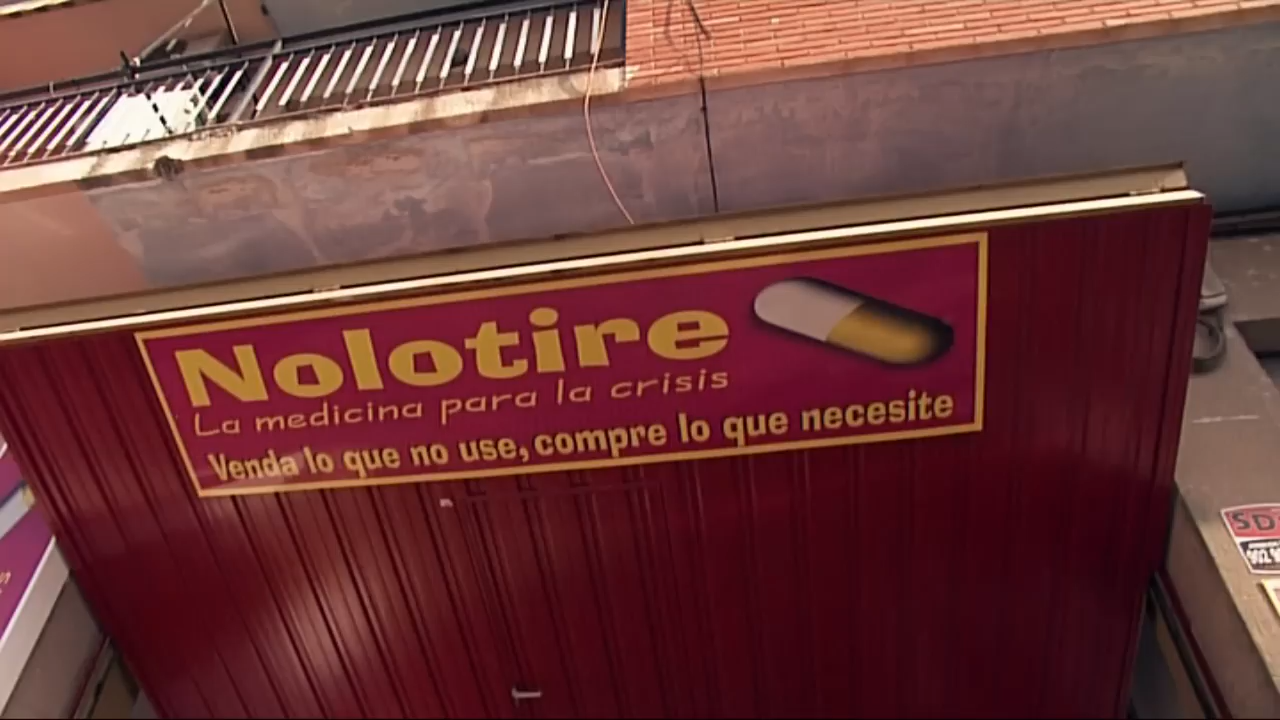 Nolotire
La medicina para la crisis
Venda lo que no use, compre lo que necesite